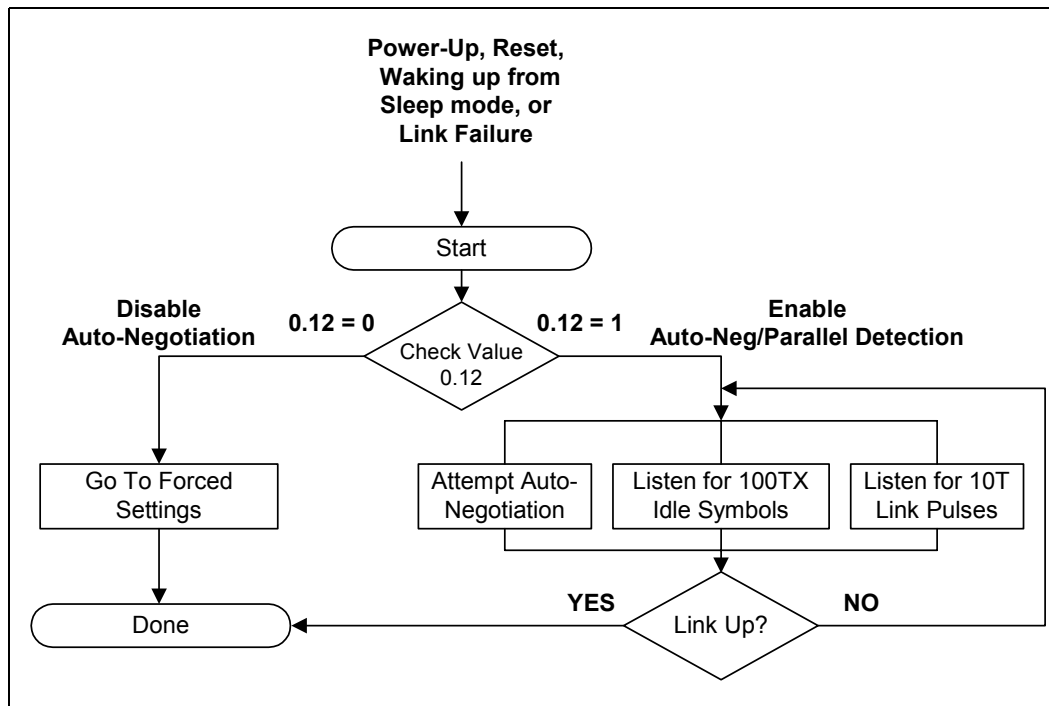 Power-Up, Reset,
Waking up from
Sleep mode, or
Link Failure
Start
Disable
Auto-Negotiation
0.12 = 0
0.12 = 1
Enable
Auto-Neg/Parallel Detection
Check Value
0.12
Go To Forced
Settings
Attempt Auto-
Negotiation
Listen for 100TX
Idle Symbols
Listen for 10T
Link Pulses
YES
NO
Done
Link Up?